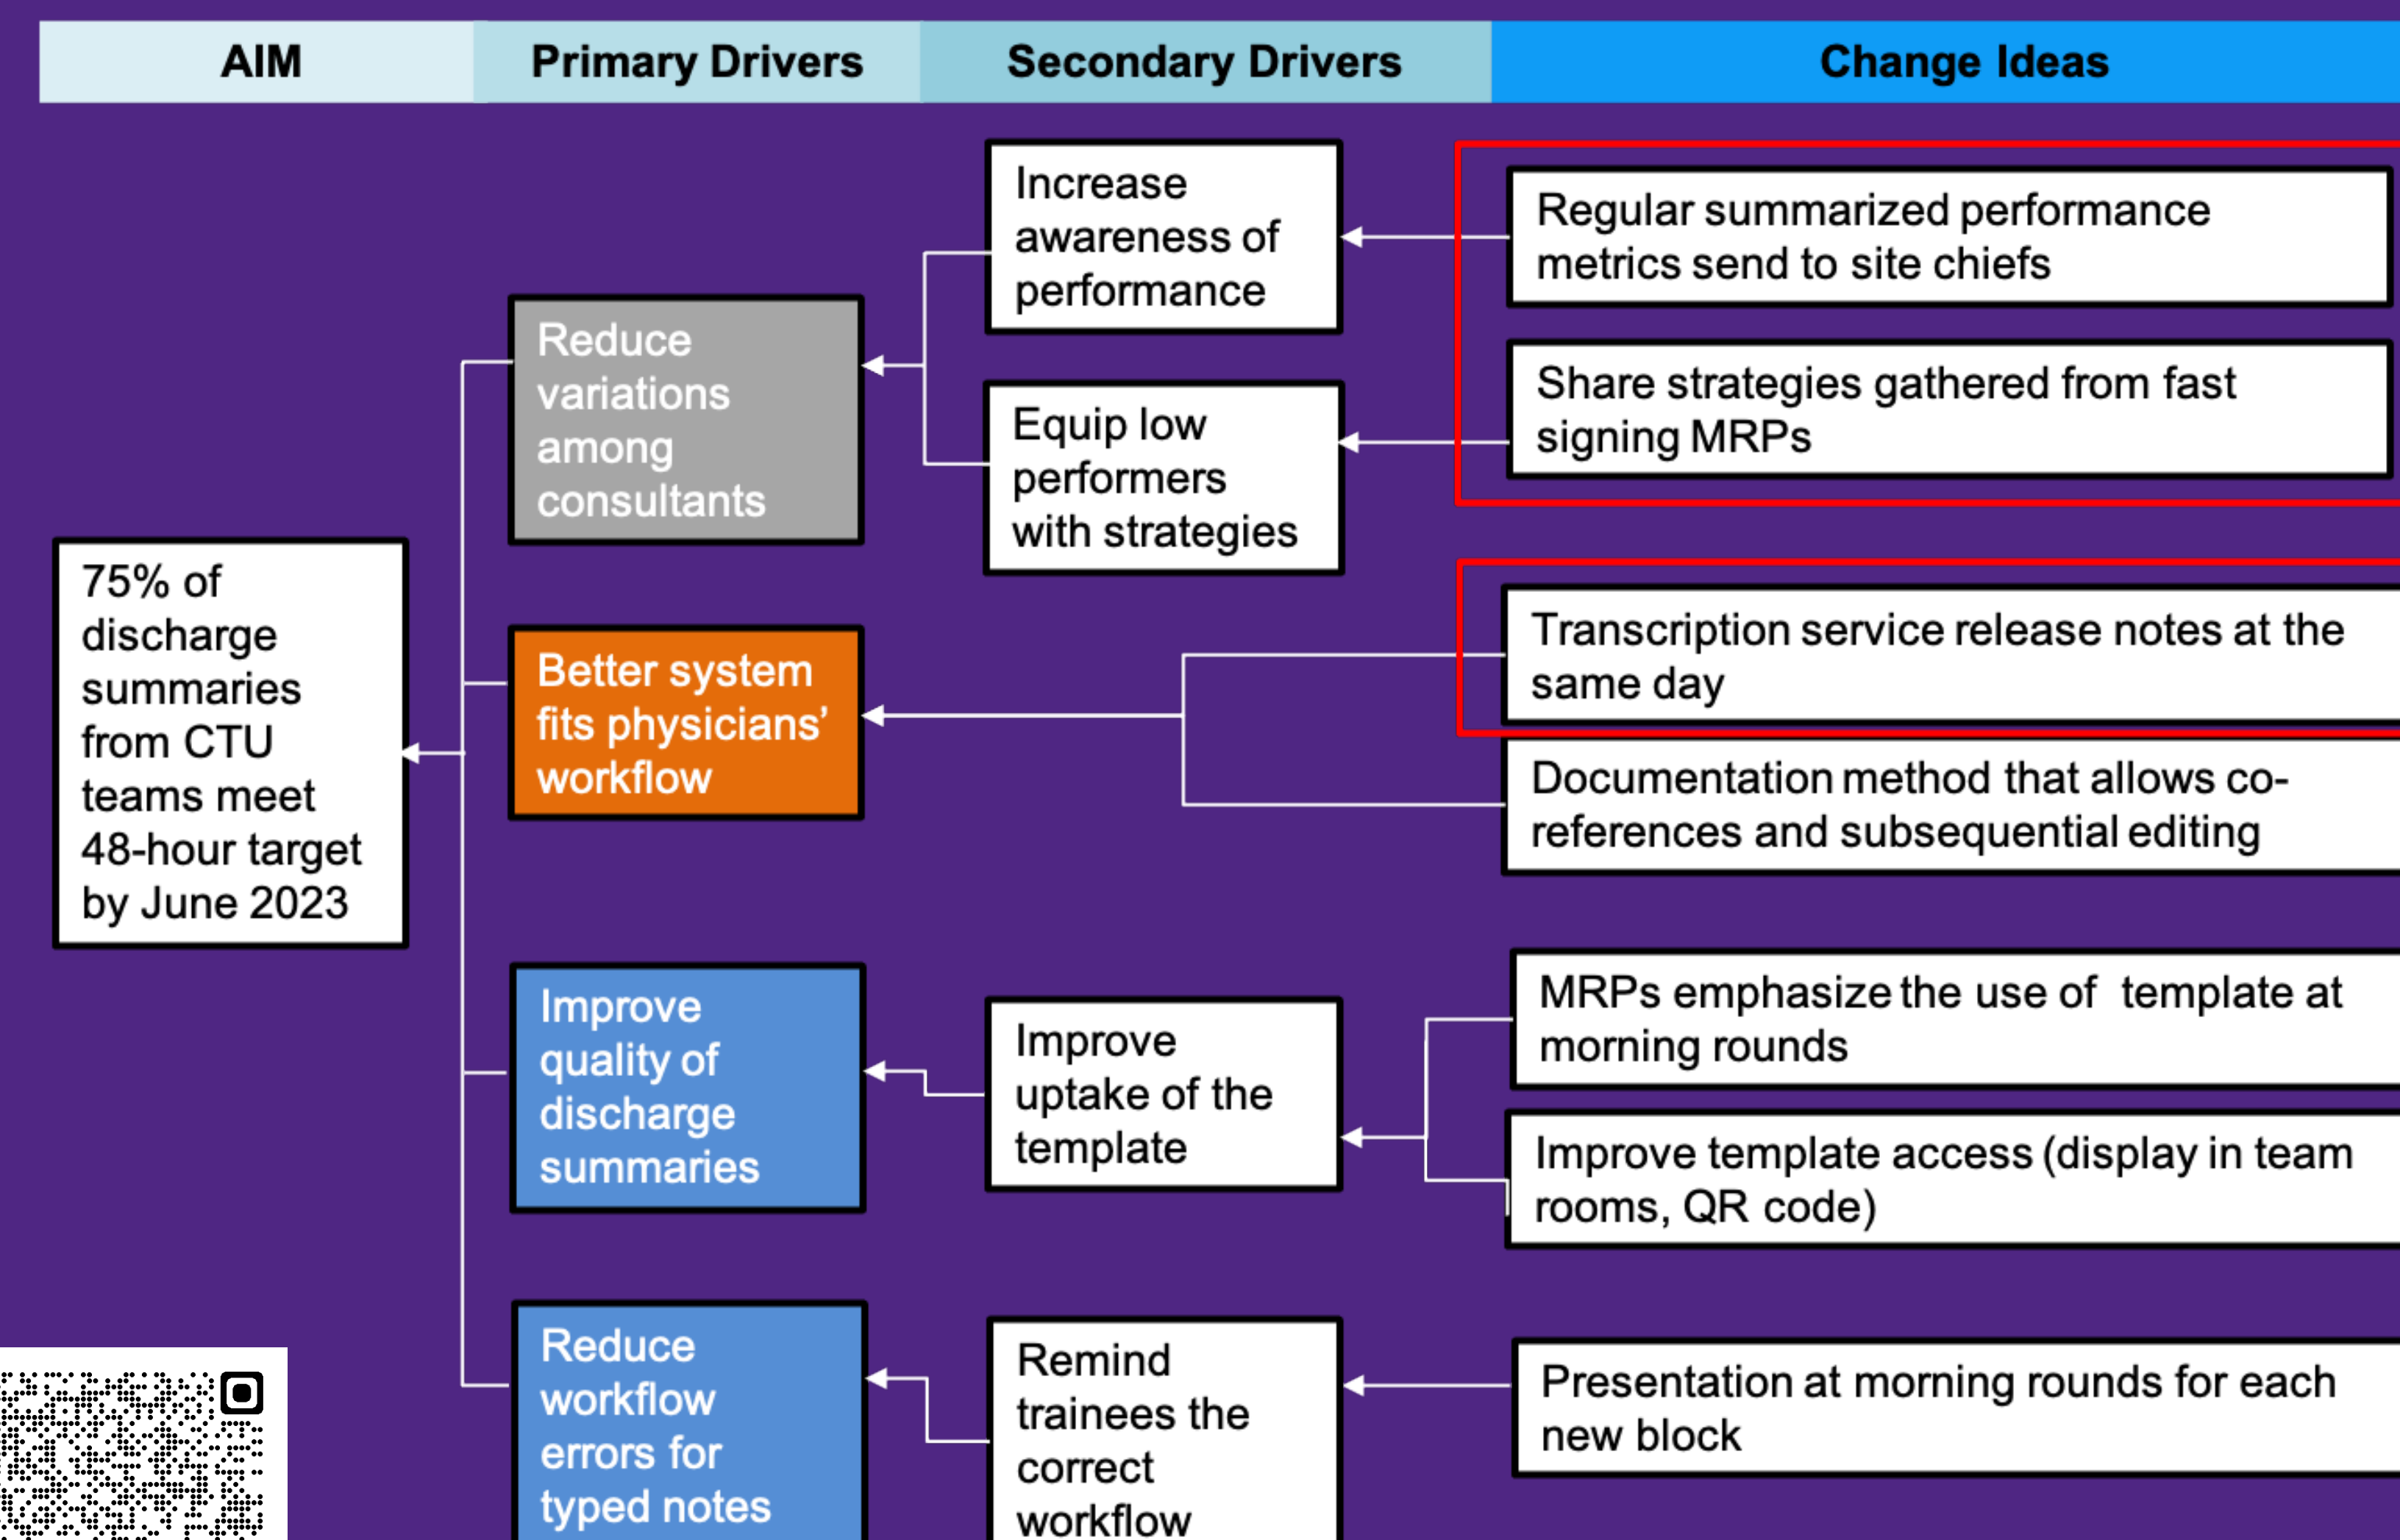 AIM
Primary Drivers
Secondary Drivers
Change Ideas
75% of
discharge
summaries
from CTU
teams meet
48-hour target
by June 2023
Reduce
variations
among
consultants
Increase
awareness of
performance
Regular summarized performance
metrics send to site chiefs
Equip low
performers
with strategies
Share strategies gathered from fast
signing MRPs
Better system
fits physicians’
workflow
Transcription service release notes at the
same day
Documentation method that allows co-
references and subsequential editing
Improve
quality of
discharge
summaries
Improve
uptake of the
template
MRPs emphasize the use of  template at
morning rounds
Improve template access (display in team
rooms, QR code)
Reduce
workflow
errors for
typed notes
Remind
trainees the
correct
workflow
Presentation at morning rounds for each
new block